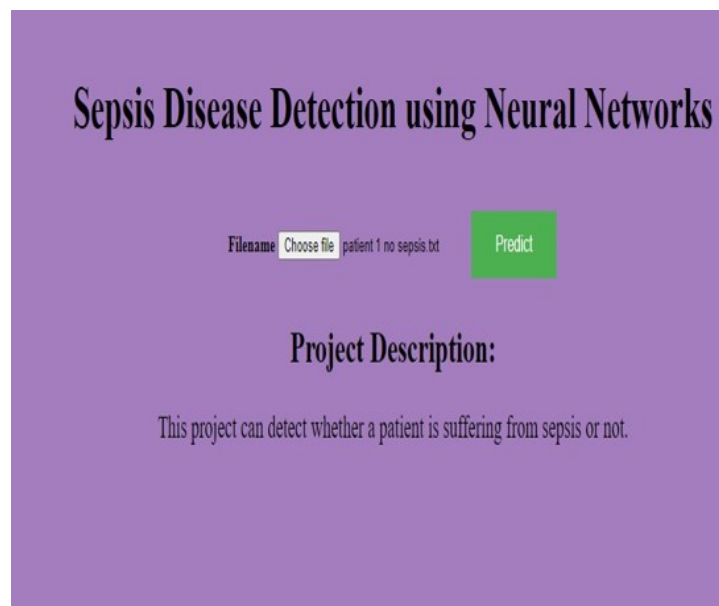 Sepsis Disease Detection using Neural Networks
Filename Choose file patient 1 no sepsis.txt Predict
Project Description:
This project can detect whether a patient is suffering from sepsis or not.